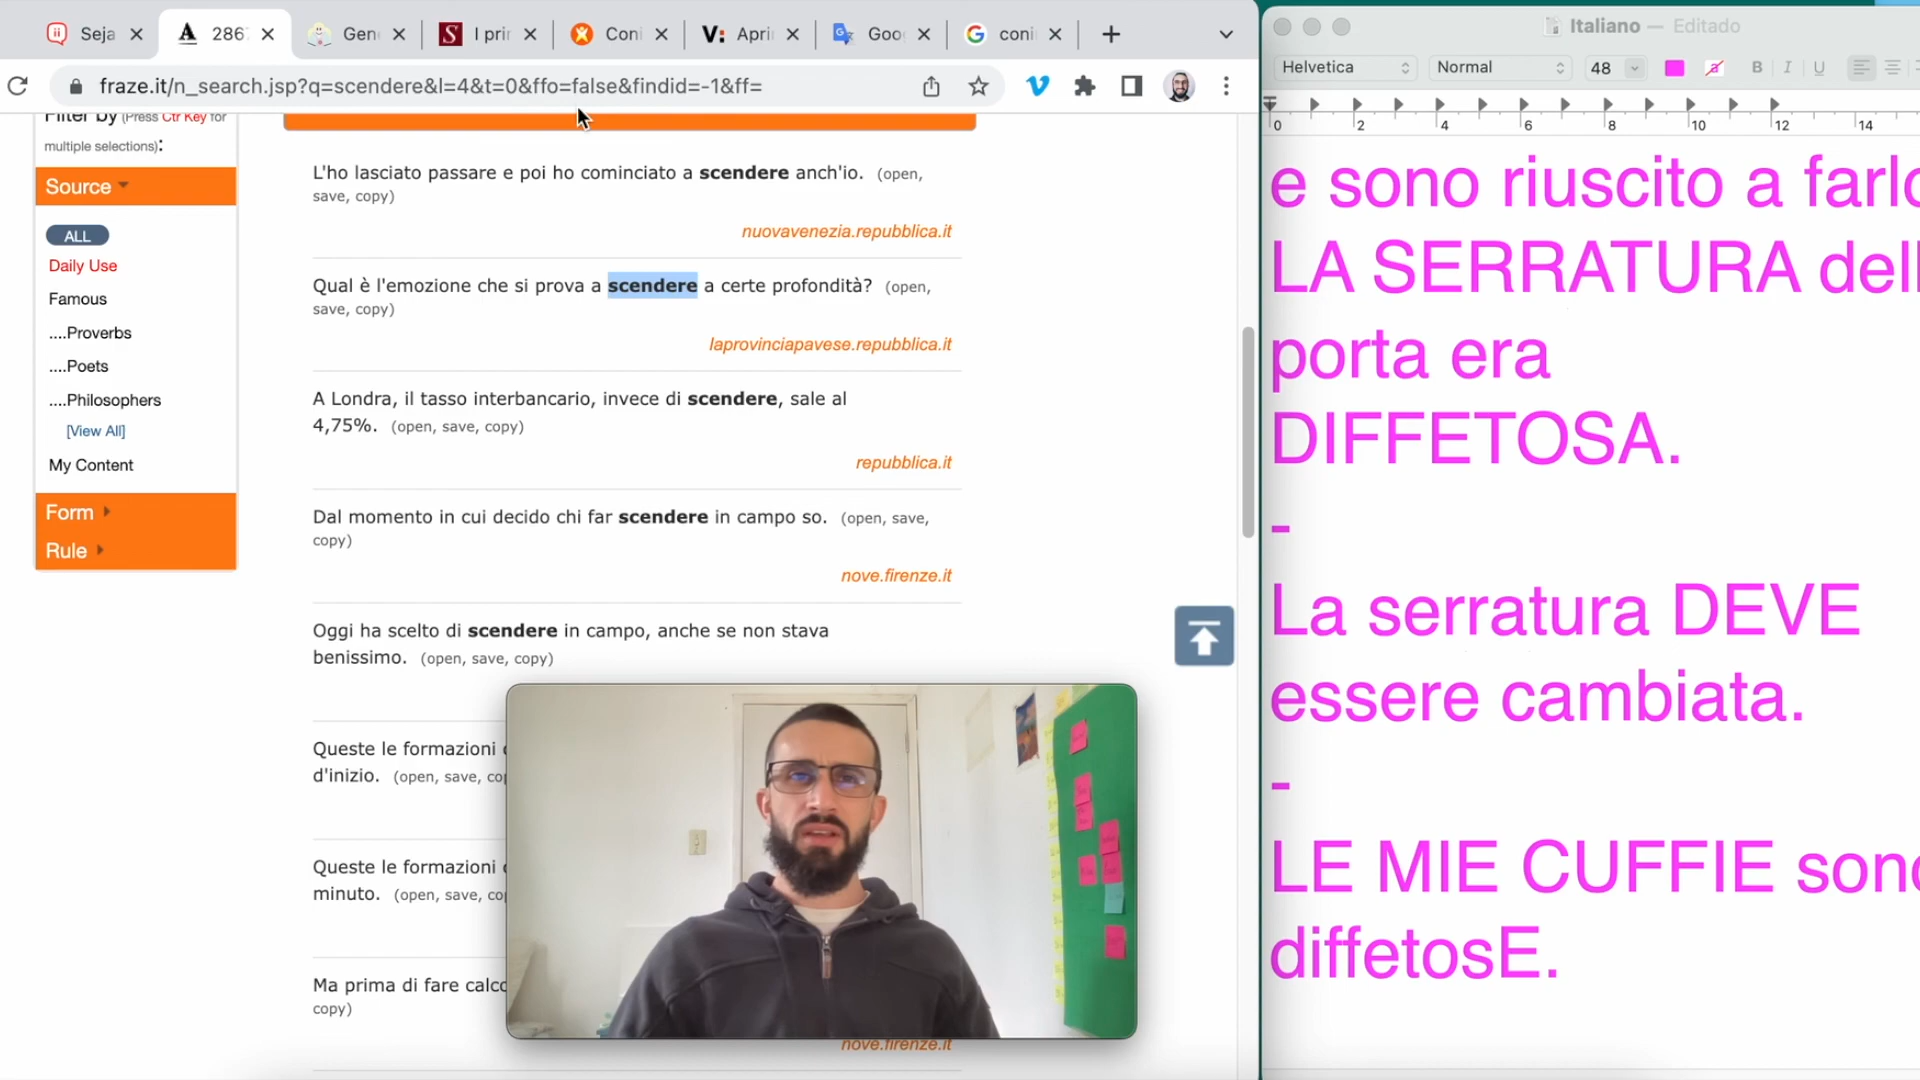 Seja
286
Gen
I prin
Coni
V: Aprir
Goo
coni
fraze.it/n_search.jsp?q=scendere&l=4&t=0&ffo=false&findid=-1&ff=
Filter by (Press Ctr Key for
multiple selections):
Source
ALL
Daily Use
Famous
....Proverbs
....Poets
....Philosophers
[View All]
My Content
Form
Rule
L'ho lasciato passare e poi ho cominciato a scendere anch'io. (open,
save, copy)
nuovavenezia.repubblica.it
Qual è l'emozione che si prova a scendere a certe profondità? (open,
save, copy)
laprovinciapavese.repubblica.it
A Londra, il tasso interbancario, invece di scendere, sale al
4,75%. (open, save, copy)
repubblica.it
Dal momento in cui decido chi far scendere in campo so. (open, save,
copy)
nove.firenze.it
Oggi ha scelto di scendere in campo, anche se non stava
benissimo. (open, save, copy)
Queste le formazioni
d'inizio. (open, save, co
Queste le formazioni
minuto. (open, save, co
Ma prima di fare calc
copy)
nove.firenze.it
Italiano — Editado
Helvetica
Normal
48
a
B I U
0 2 4 6 8 10 12 14
e sono riuscito a farlo
LA SERRATURA dell
porta era
DIFFETOSA.
-
La serratura DEVE
essere cambiata.
-
LE MIE CUFFIE sono
diffetosE.